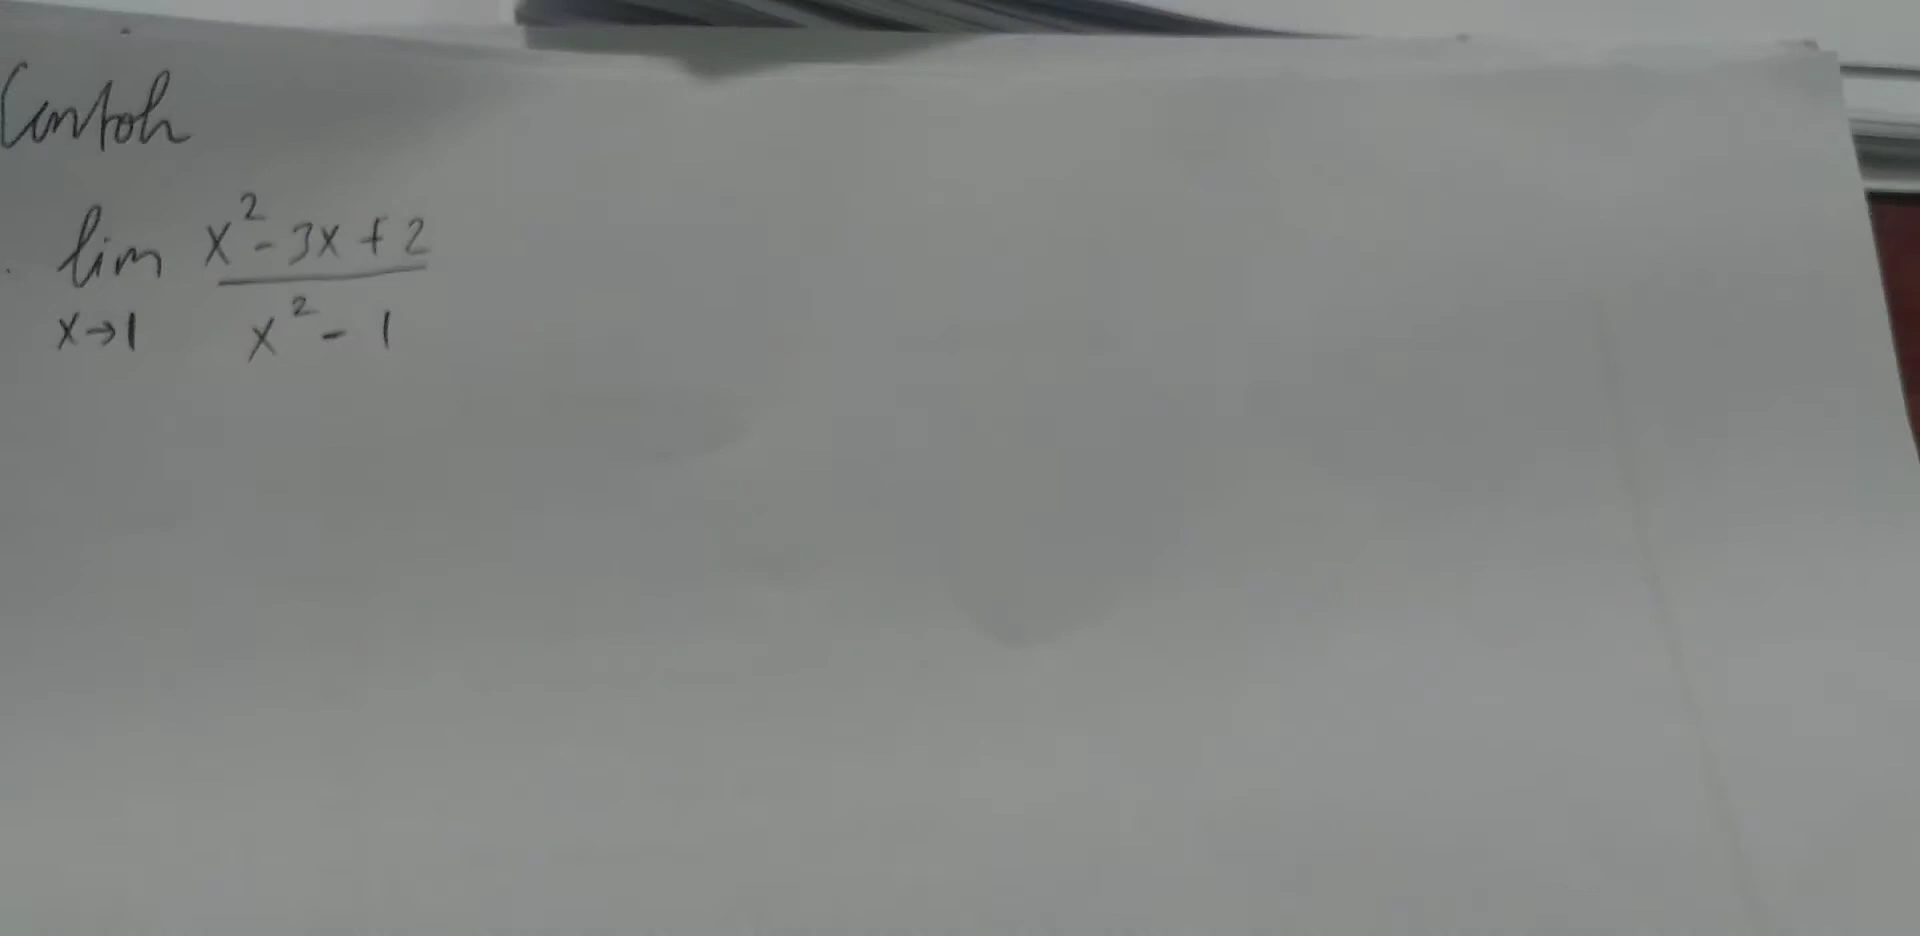 Contoh
lim x² - 3x + 2
x→1 x² - 1